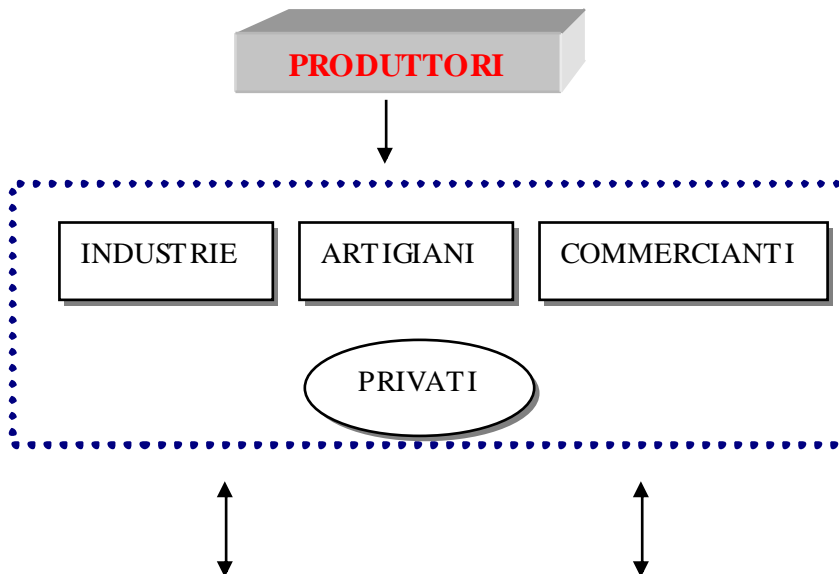 PRODUTTORI
INDUSTRIE
ARTIGIANI
COMMERCIANTI
PRIVATI